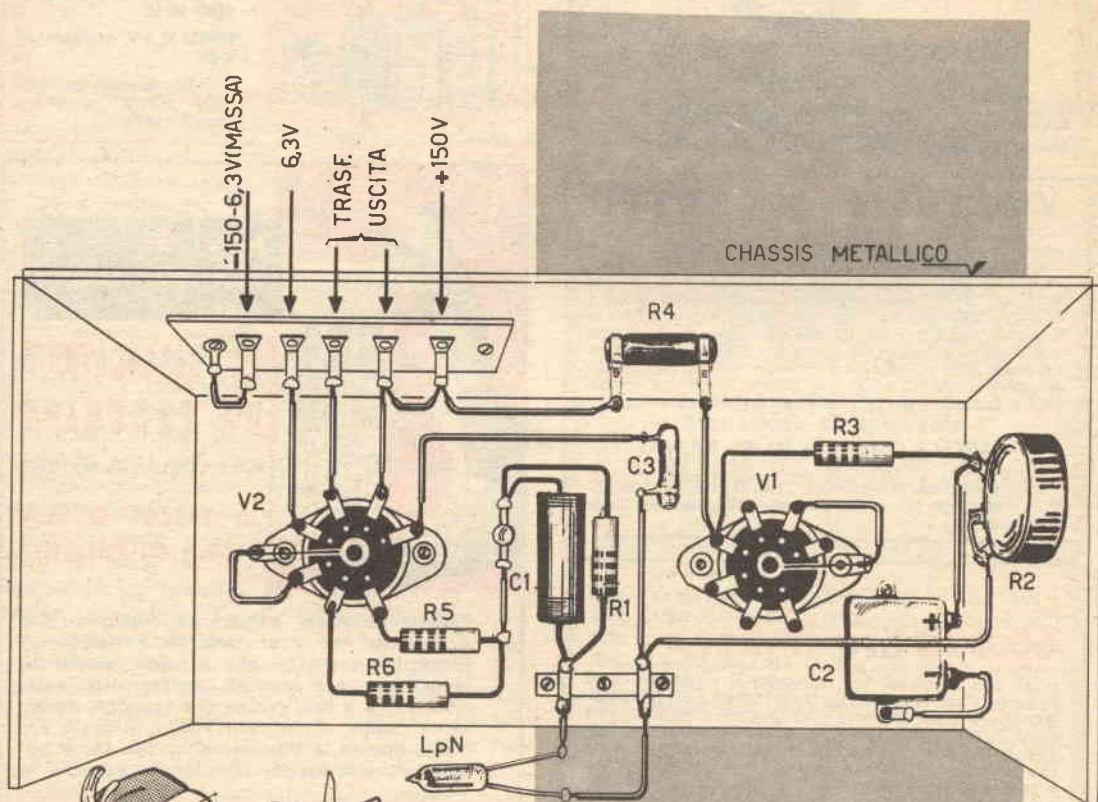 -150-6,3V(MASSA)
6,3V
TRASF.
USCITA
+150V
CHASSIS METALLICO
R4
R3
C3
V1
V2
C1
R1
R2
R5
R6
C2
+
-
LpN